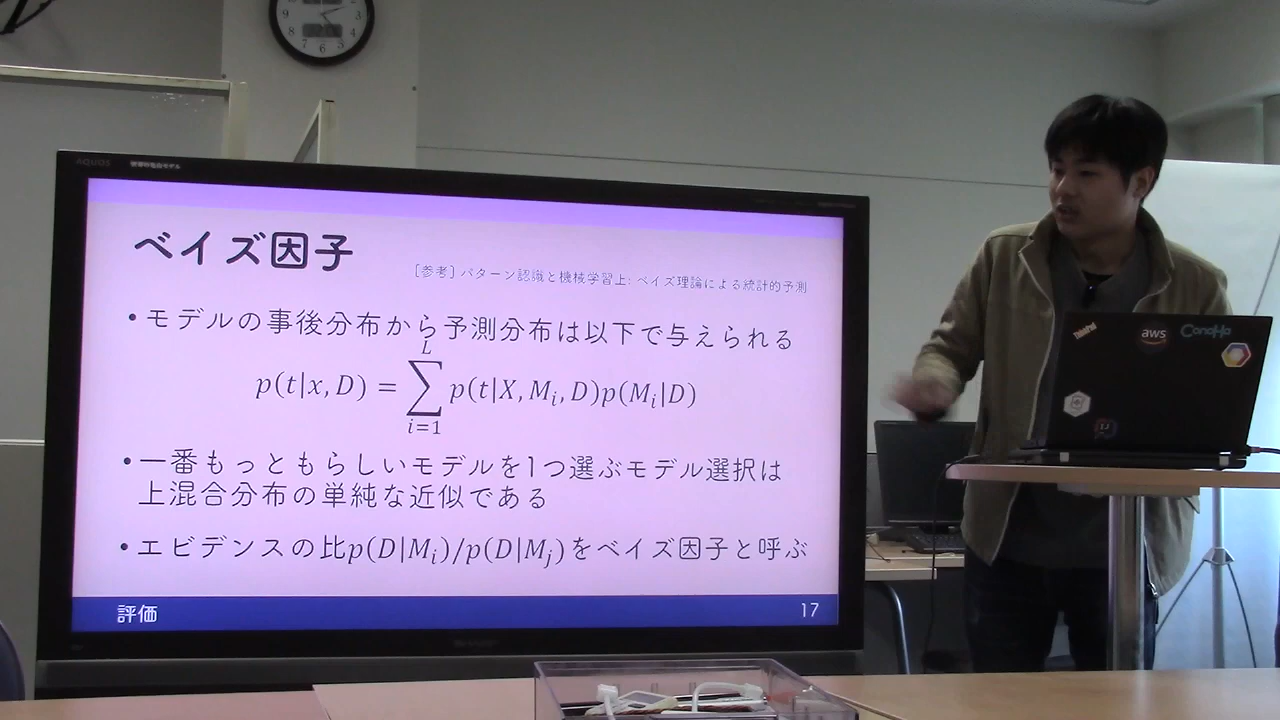 AQUOS
ベイズ因子
[参考] パターン認識と機械学習上: ベイズ理論による統計的予測
• モデルの事後分布から予測分布は以下で与えられる
p(t|x, D) = \sum_{i=1}^{L} p(t|X, M_i, D)p(M_i|D)
• 一番もっともらしいモデルを1つ選ぶモデル選択は
上混合分布の単純な近似である
• エビデンスの比p(D|M_i)/p(D|M_j)をベイズ因子と呼ぶ
評価
17
ThinkPad
aws
ConoHa
IJ